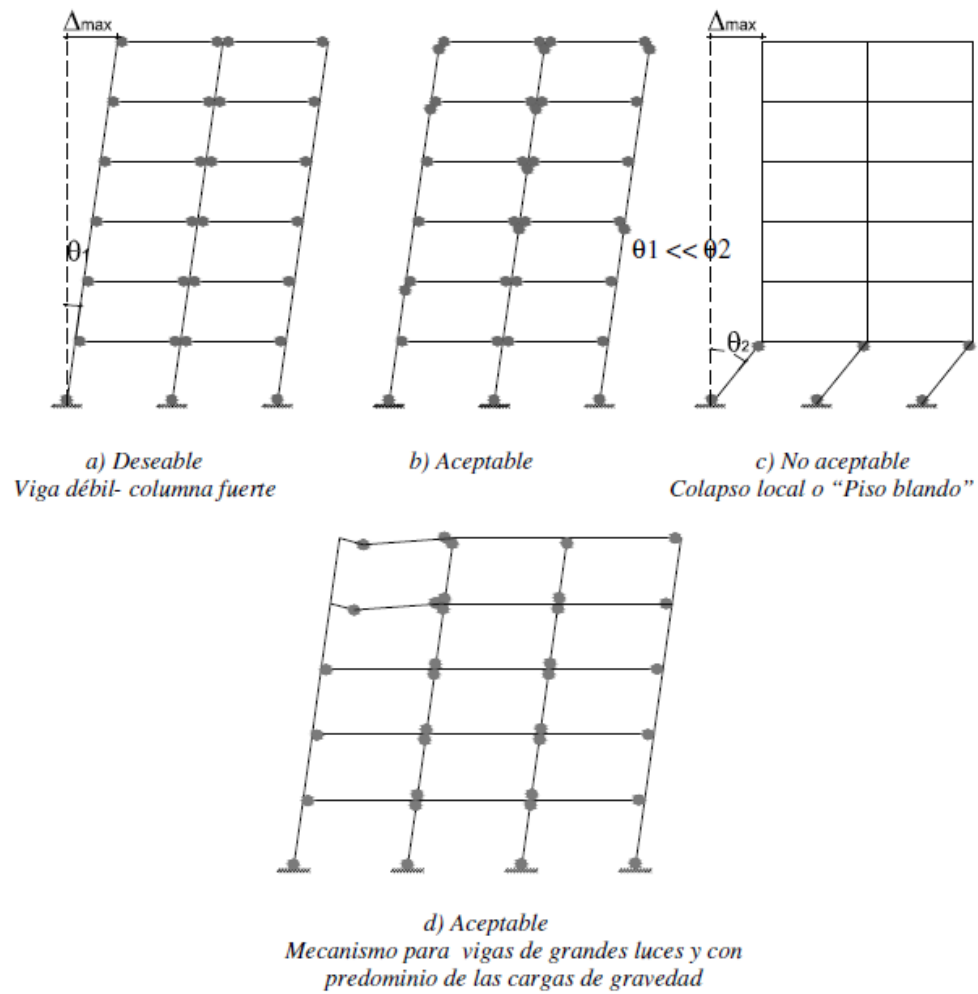 Δmax
Δmax
θ1
θ1 << θ2
θ2
a) Deseable
Viga débil- columna fuerte
b) Aceptable
c) No aceptable
Colapso local o “Piso blando”
d) Aceptable
Mecanismo para vigas de grandes luces y con
predominio de las cargas de gravedad